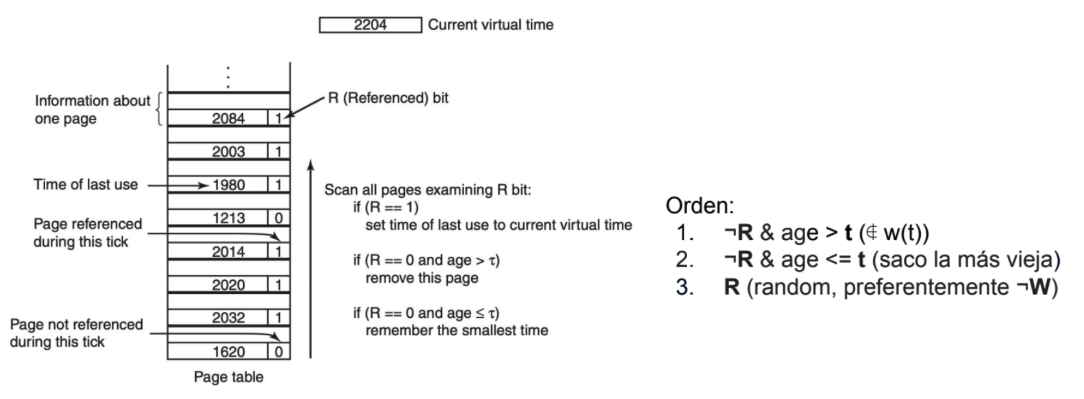 2204 Current virtual time
Information about
one page
R (Referenced) bit
2084 1
2003 1
Time of last use
1980 1
1213 0
Page referenced
during this tick
2014 1
2020 1
2032 1
Page not referenced
during this tick
1620 0
Page table
Scan all pages examining R bit:
if (R == 1)
set time of last use to current virtual time
if (R == 0 and age > τ)
remove this page
if (R == 0 and age ≤ τ)
remember the smallest time
Orden:
1. ¬R & age > t (∉ w(t))
2. ¬R & age <= t (saco la más vieja)
3. R (random, preferentemente ¬W)